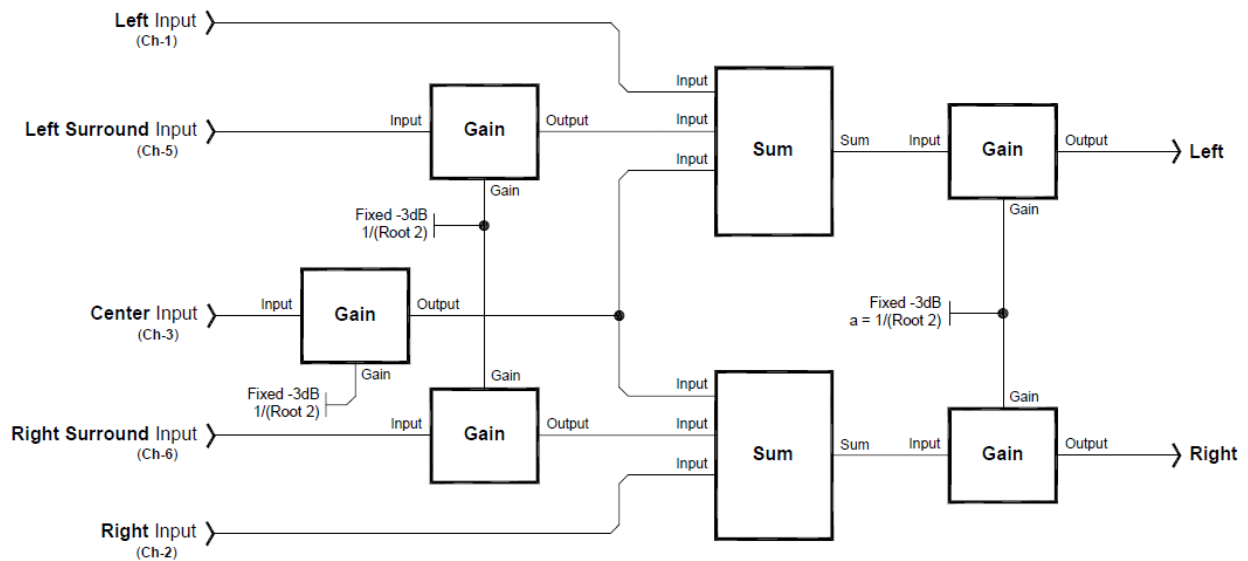 Left Input
(Ch-1)
Input
Left Surround Input
(Ch-5)
Input
Gain
Output
Input
Input
Sum
Sum
Input
Gain
Output
Left
Gain
Gain
Fixed -3dB
1/(Root 2)
Center Input
(Ch-3)
Input
Gain
Output
Fixed -3dB
a = 1/(Root 2)
Gain
Fixed -3dB
1/(Root 2)
Gain
Input
Gain
Right Surround Input
(Ch-6)
Input
Gain
Output
Input
Input
Sum
Sum
Input
Gain
Output
Right
Right Input
(Ch-2)